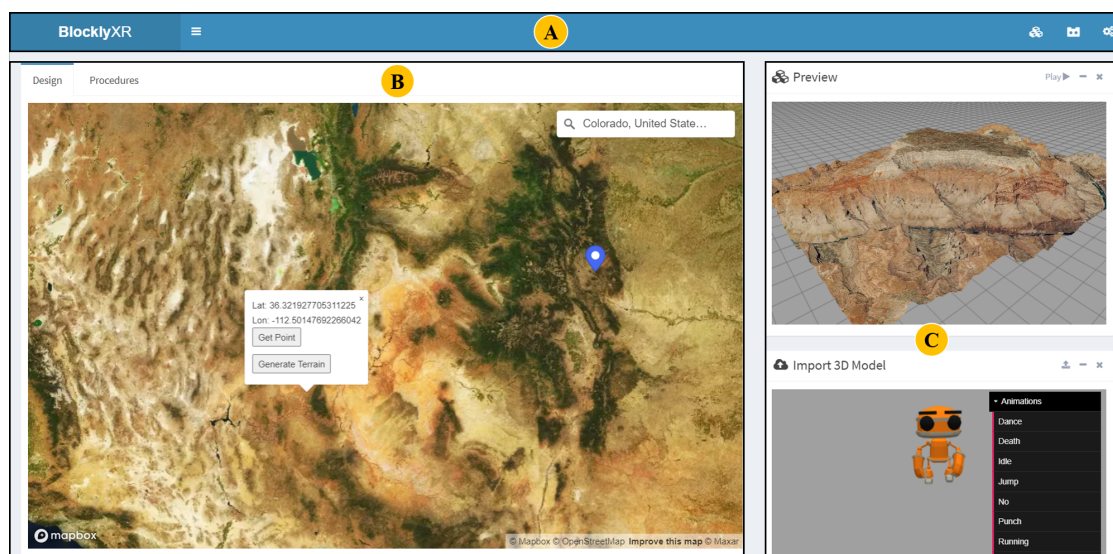 BlocklyXR
A
Design
Procedures
B
Colorado, United State...
Lat: 36.321927705311225
x
Lon: -112.50147692266042
Get Point
Generate Terrain
mapbox
© Mapbox © OpenStreetMap Improve this map © Maxar
Preview
Play
C
Import 3D Model
Animations
Dance
Death
Idle
Jump
No
Punch
Running